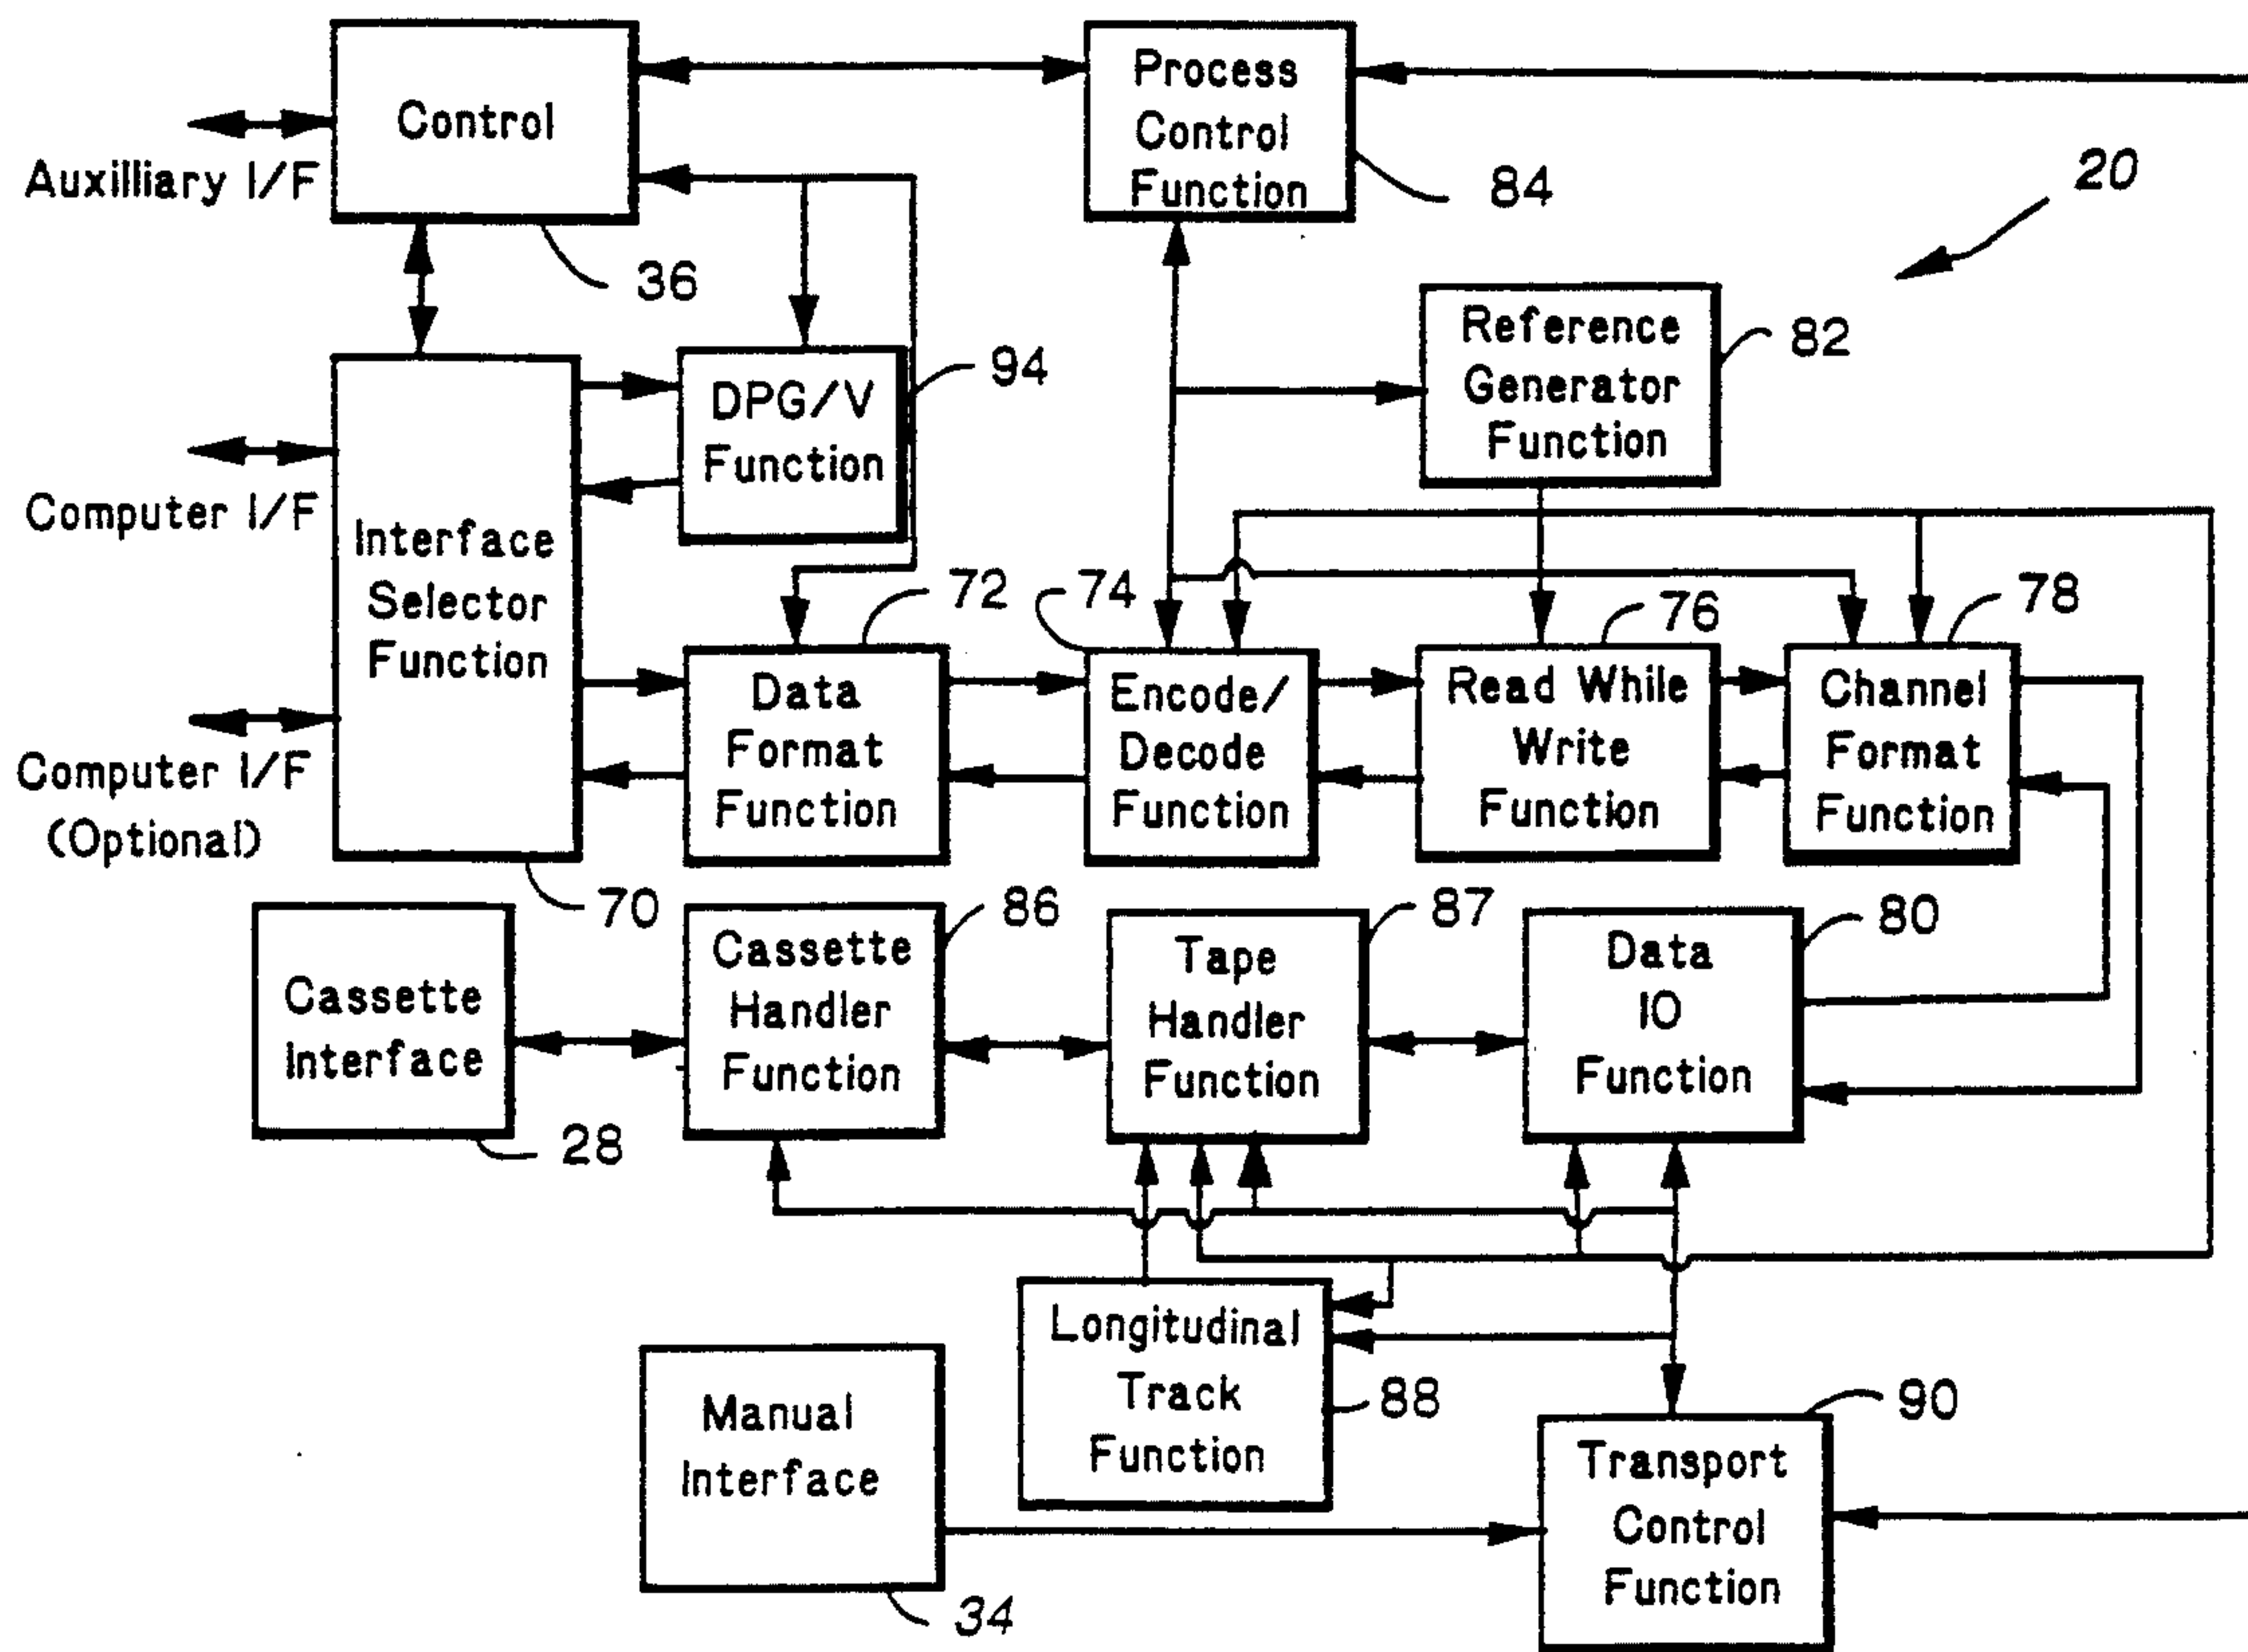 Control
Auxilliary I/F
36
Process
Control
Function
84
20
Reference
Generator
Function
82
DPG/V
Function
94
Computer I/F
Interface
Selector
Function
Computer I/F
(Optional)
70
Data
Format
Function
72
Encode/
Decode
Function
74
Read While
Write
Function
76
Channel
Format
Function
78
Cassette
Interface
28
Cassette
Handler
Function
86
Tape
Handler
Function
87
Data
IO
Function
80
Longitudinal
Track
Function
88
Manual
Interface
34
Transport
Control
Function
90